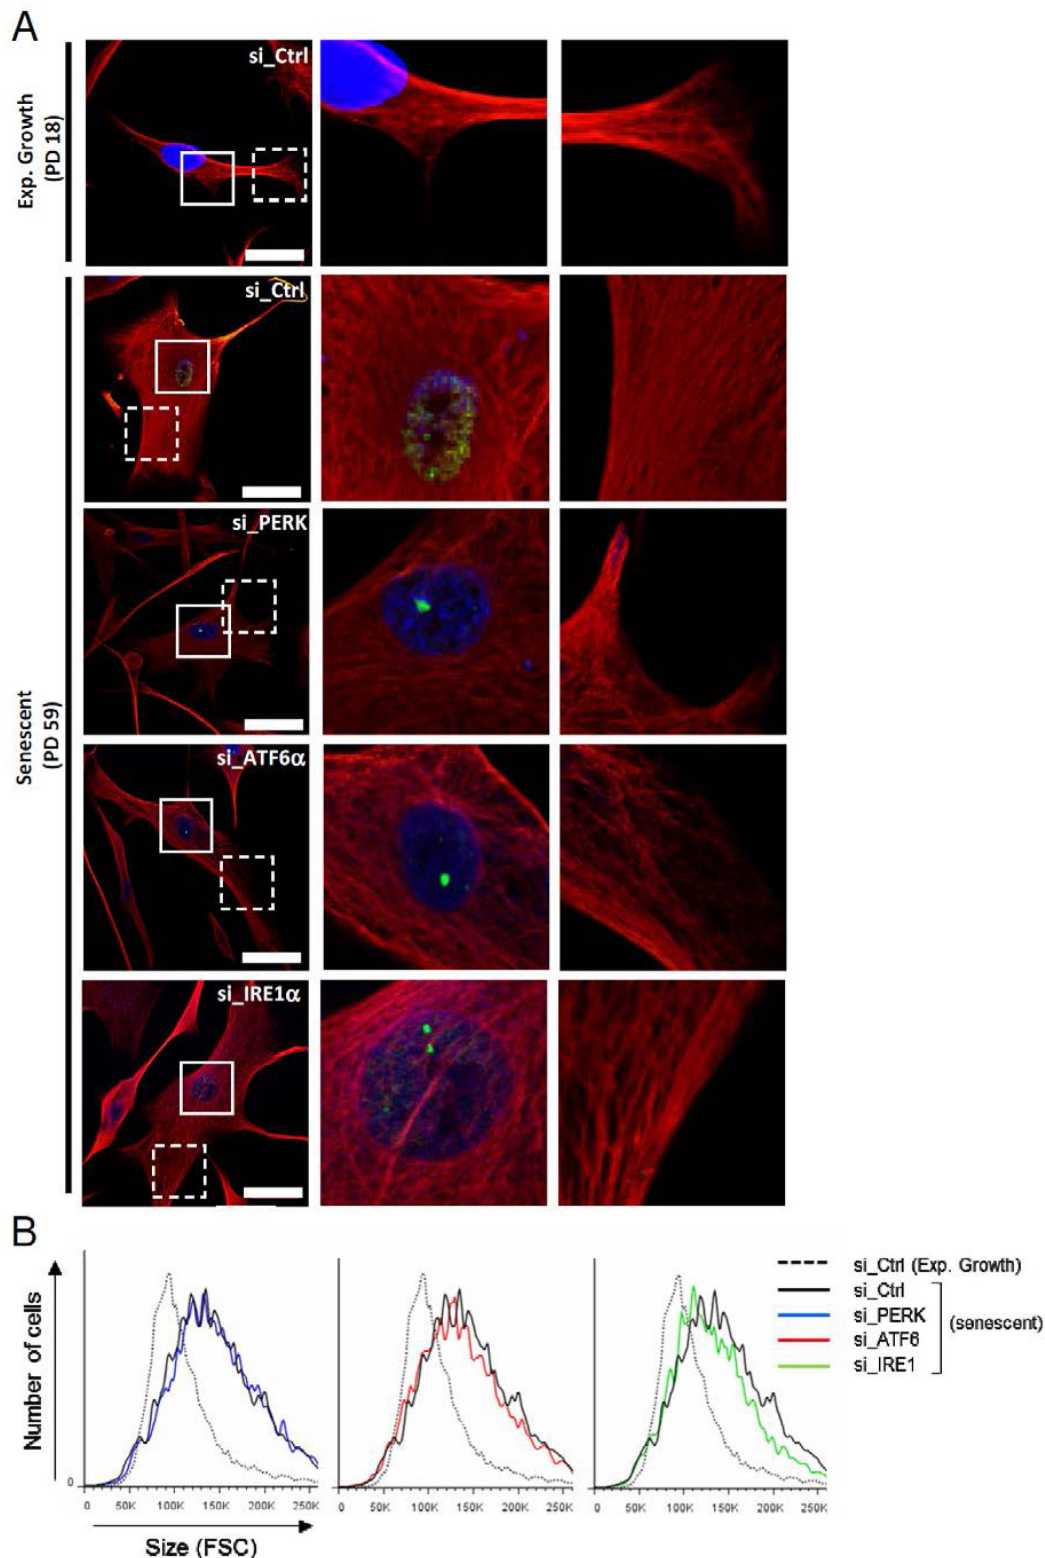 A
Exp. Growth
(PD 18)
si_Ctrl
Senescent
(PD 59)
si_Ctrl
si_PERK
si_ATF6α
si_IRE1α
B
Number of cells
0
0 50K 100K 150K 200K 250K
0 50K 100K 150K 200K 250K
0 50K 100K 150K 200K 250K
Size (FSC)
si_Ctrl (Exp. Growth)
si_Ctrl
si_PERK
si_ATF6
si_IRE1
(senescent)